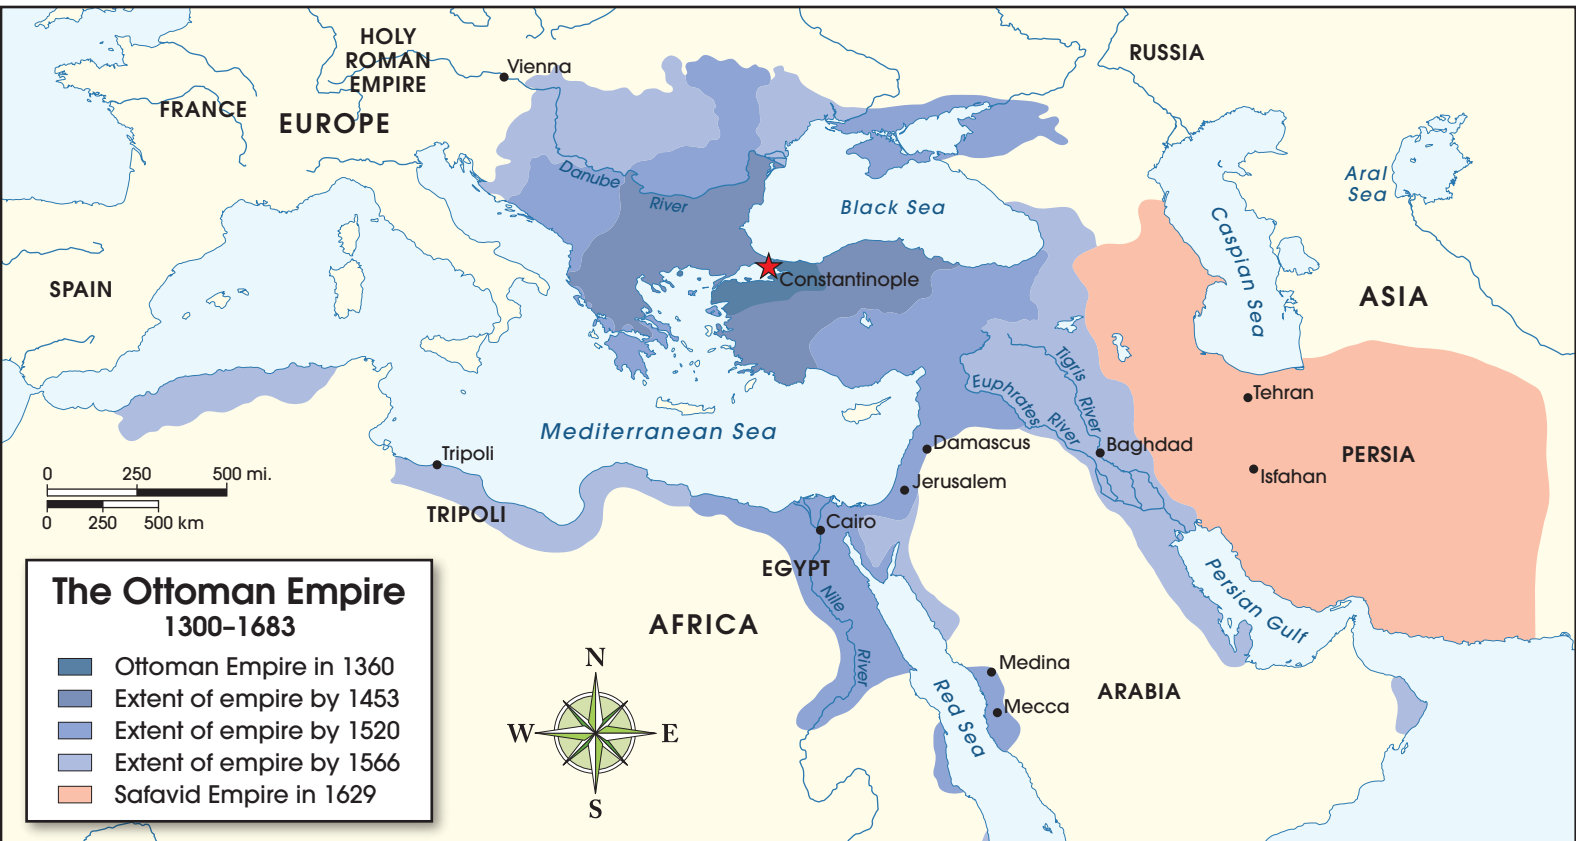 HOLY
ROMAN
EMPIRE
Vienna
RUSSIA
FRANCE
EUROPE
Danube
River
Aral
Sea
Black Sea
Caspian Sea
SPAIN
Constantinople
ASIA
Tigris
River
Euphrates
River
Tehran
Mediterranean Sea
Damascus
Baghdad
PERSIA
Tripoli
Isfahan
Jerusalem
0 250 500 mi.
0 250 500 km
TRIPOLI
Cairo
EGYPT
Nile
River
Persian Gulf
AFRICA
Medina
ARABIA
Mecca
Red Sea
N
W E
S
The Ottoman Empire
1300–1683
Ottoman Empire in 1360
Extent of empire by 1453
Extent of empire by 1520
Extent of empire by 1566
Safavid Empire in 1629